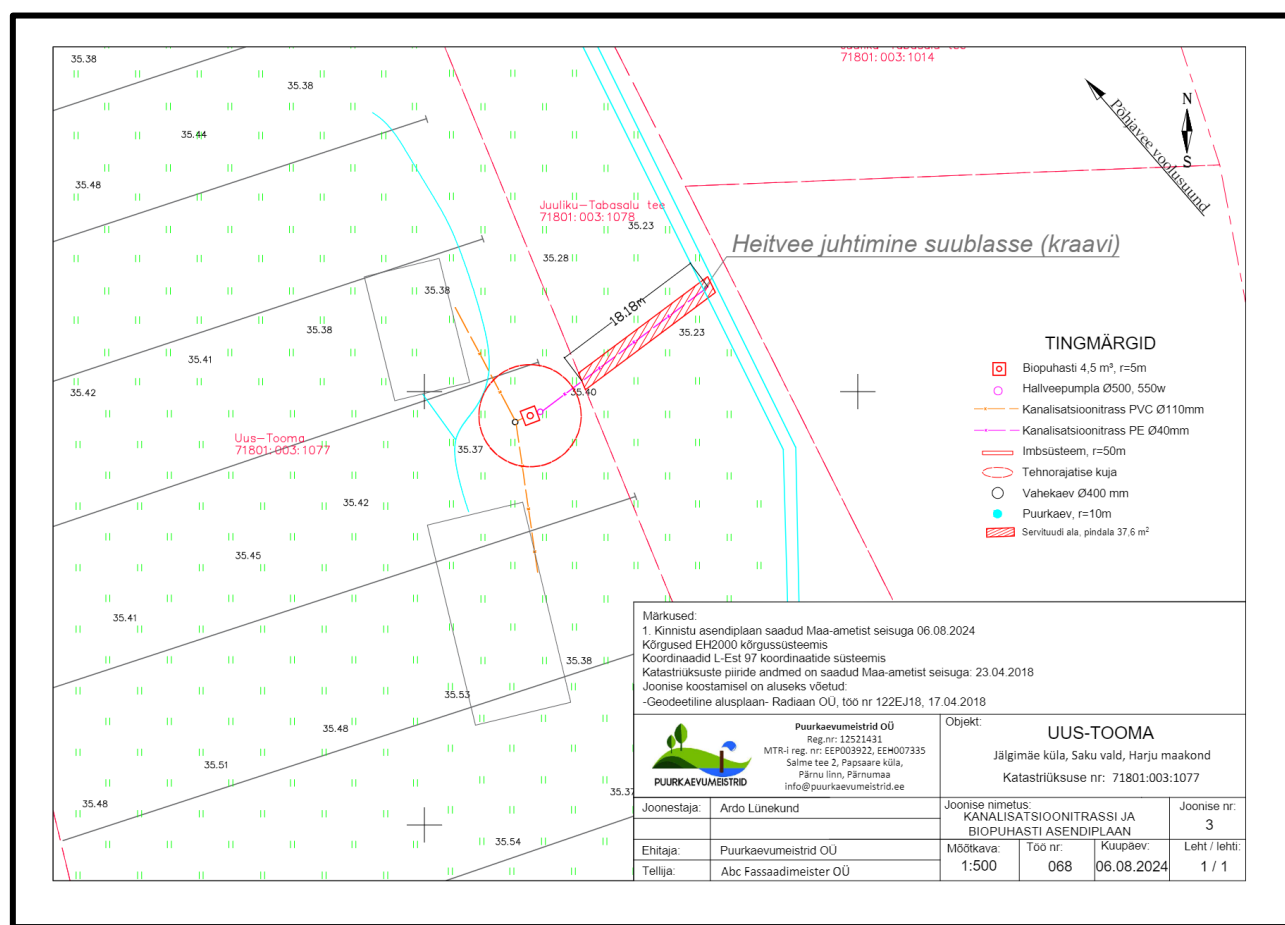 Juuliku-Tabasalu tee
71801:003:1014
35.38
35.38
35.44
35.48
N
S
Põhjavee voolusuund
Juuliku-Tabasalu tee
71801:003:1078
35.23
Heitvee juhtimine suublasse (kraavi)
35.28
35.38
18.18m
35.38
35.23
35.41
35.42
35.40
Uus-Tooma
71801:003:1077
35.37
35.42
35.45
35.41
35.38
35.53
35.48
35.51
35.37
35.48
35.54
TINGMÄRGID
Biopuhasti 4,5 m³, r=5m
Hallveepumpla Ø500, 550w
Kanalisatsioonitrass PVC Ø110mm
Kanalisatsioonitrass PE Ø40mm
Imbsüsteem, r=50m
Tehnorajatise kuja
Vahekaev Ø400 mm
Puurkaev, r=10m
Servituudi ala, pindala 37,6 m²
Märkused:
1. Kinnistu asendiplaan saadud Maa-ametist seisuga 06.08.2024
Kõrgused EH2000 kõrgussüsteemis
Koordinaadid L-Est 97 koordinaatide süsteemis
Katastriüksuste piiride andmed on saadud Maa-ametist seisuga: 23.04.2018
Joonise koostamisel on aluseks võetud:
-Geodeetiline alusplaan- Radiaan OÜ, töö nr 122EJ18, 17.04.2018
PUURKAEVUMEISTRID
Puurkaevumeistrid OÜ
Reg.nr: 12521431
MTR-i reg. nr: EEP003922, EEH007335
Salme tee 2, Papsaare küla,
Pärnu linn, Pärnumaa
info@puurkaevumeistrid.ee
Objekt:
UUS-TOOMA
Jälgimäe küla, Saku vald, Harju maakond
Katastriüksuse nr: 71801:003:1077
Joonestaja: Ardo Lünekund
Joonise nimetus:
KANALISATSIOONITRASSI JA
BIOPUHASTI ASENDIPLAAN
Joonise nr:
3
Ehitaja: Puurkaevumeistrid OÜ
Tellija: Abc Fassaadimeister OÜ
Mõõtkava:
1:500
Töö nr:
068
Kuupäev:
06.08.2024
Leht / lehti:
1 / 1